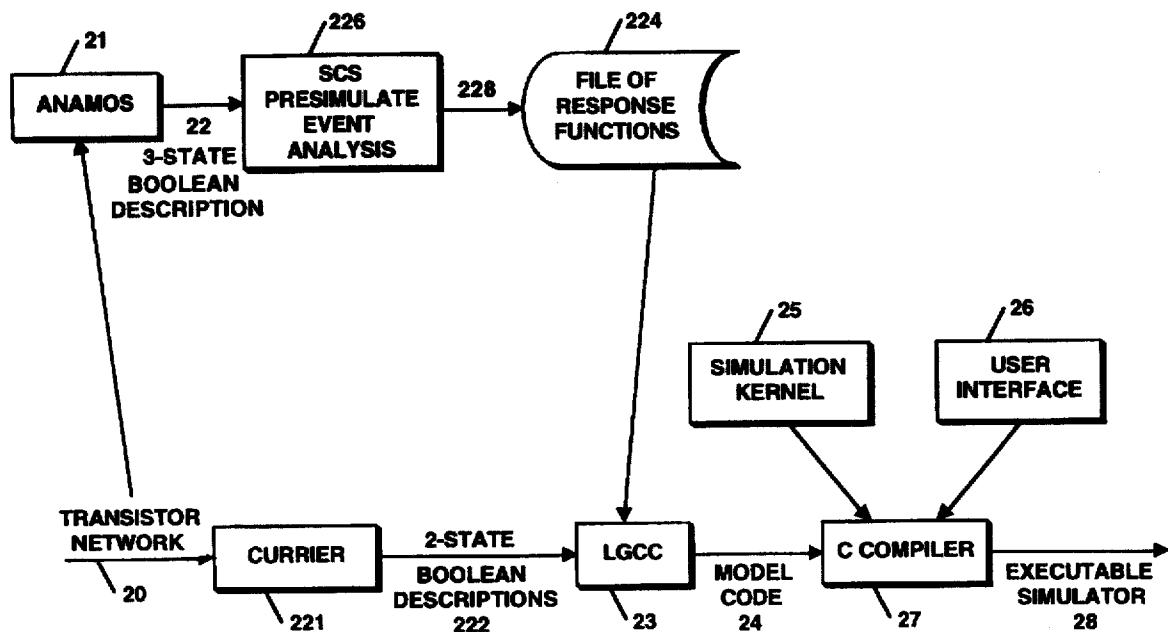 21
ANAMOS
22
3-STATE
BOOLEAN
DESCRIPTION
226
SCS
PRESIMULATE
EVENT
ANALYSIS
228
224
FILE OF
RESPONSE
FUNCTIONS
25
SIMULATION
KERNEL
26
USER
INTERFACE
TRANSISTOR
NETWORK
20
CURRIER
221
2-STATE
BOOLEAN
DESCRIPTIONS
222
LGCC
23
MODEL
CODE
24
C COMPILER
27
EXECUTABLE
SIMULATOR
28